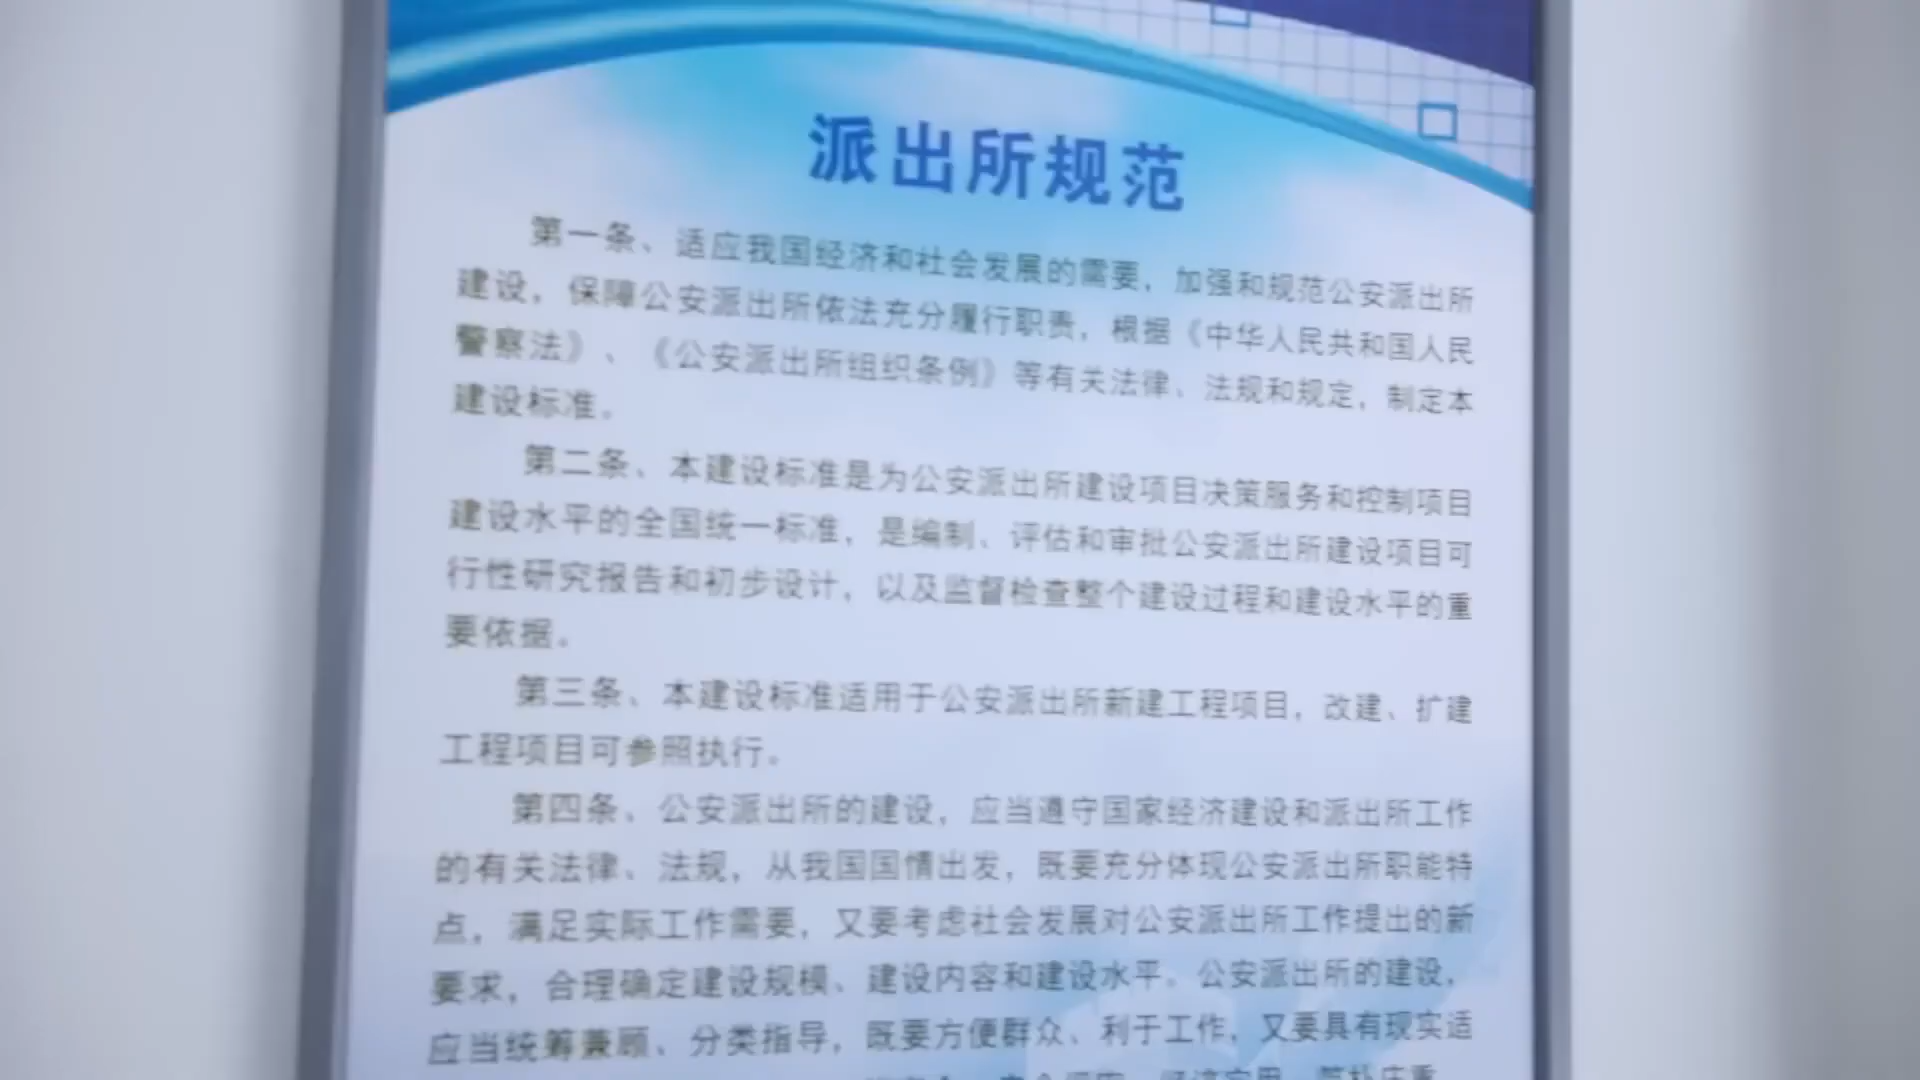 派出所规范
第一条、适应我国经济和社会发展的需要，加强和规范公安派出所
建设，保障公安派出所依法充分履行职责，根据《中华人民共和国人民
警察法》、《公安派出所组织条例》等有关法律、法规和规定，制定本
建设标准。
第二条、本建设标准是为公安派出所建设项目决策服务和控制项目
建设水平的全国统一标准，是编制、评估和审批公安派出所建设项目可
行性研究报告和初步设计，以及监督检查整个建设过程和建设水平的重
要依据。
第三条、本建设标准适用于公安派出所新建工程项目，改建、扩建
工程项目可参照执行。
第四条、公安派出所的建设，应当遵守国家经济建设和派出所工作
的有关法律、法规，从我国国情出发，既要充分体现公安派出所职能特
点，满足实际工作需要，又要考虑社会发展对公安派出所工作提出的新
要求，合理确定建设规模、建设内容和建设水平。公安派出所的建设，
应当统筹兼顾、分类指导，既要方便群众、利于工作，又要具有现实适
经济实用、简朴庄重